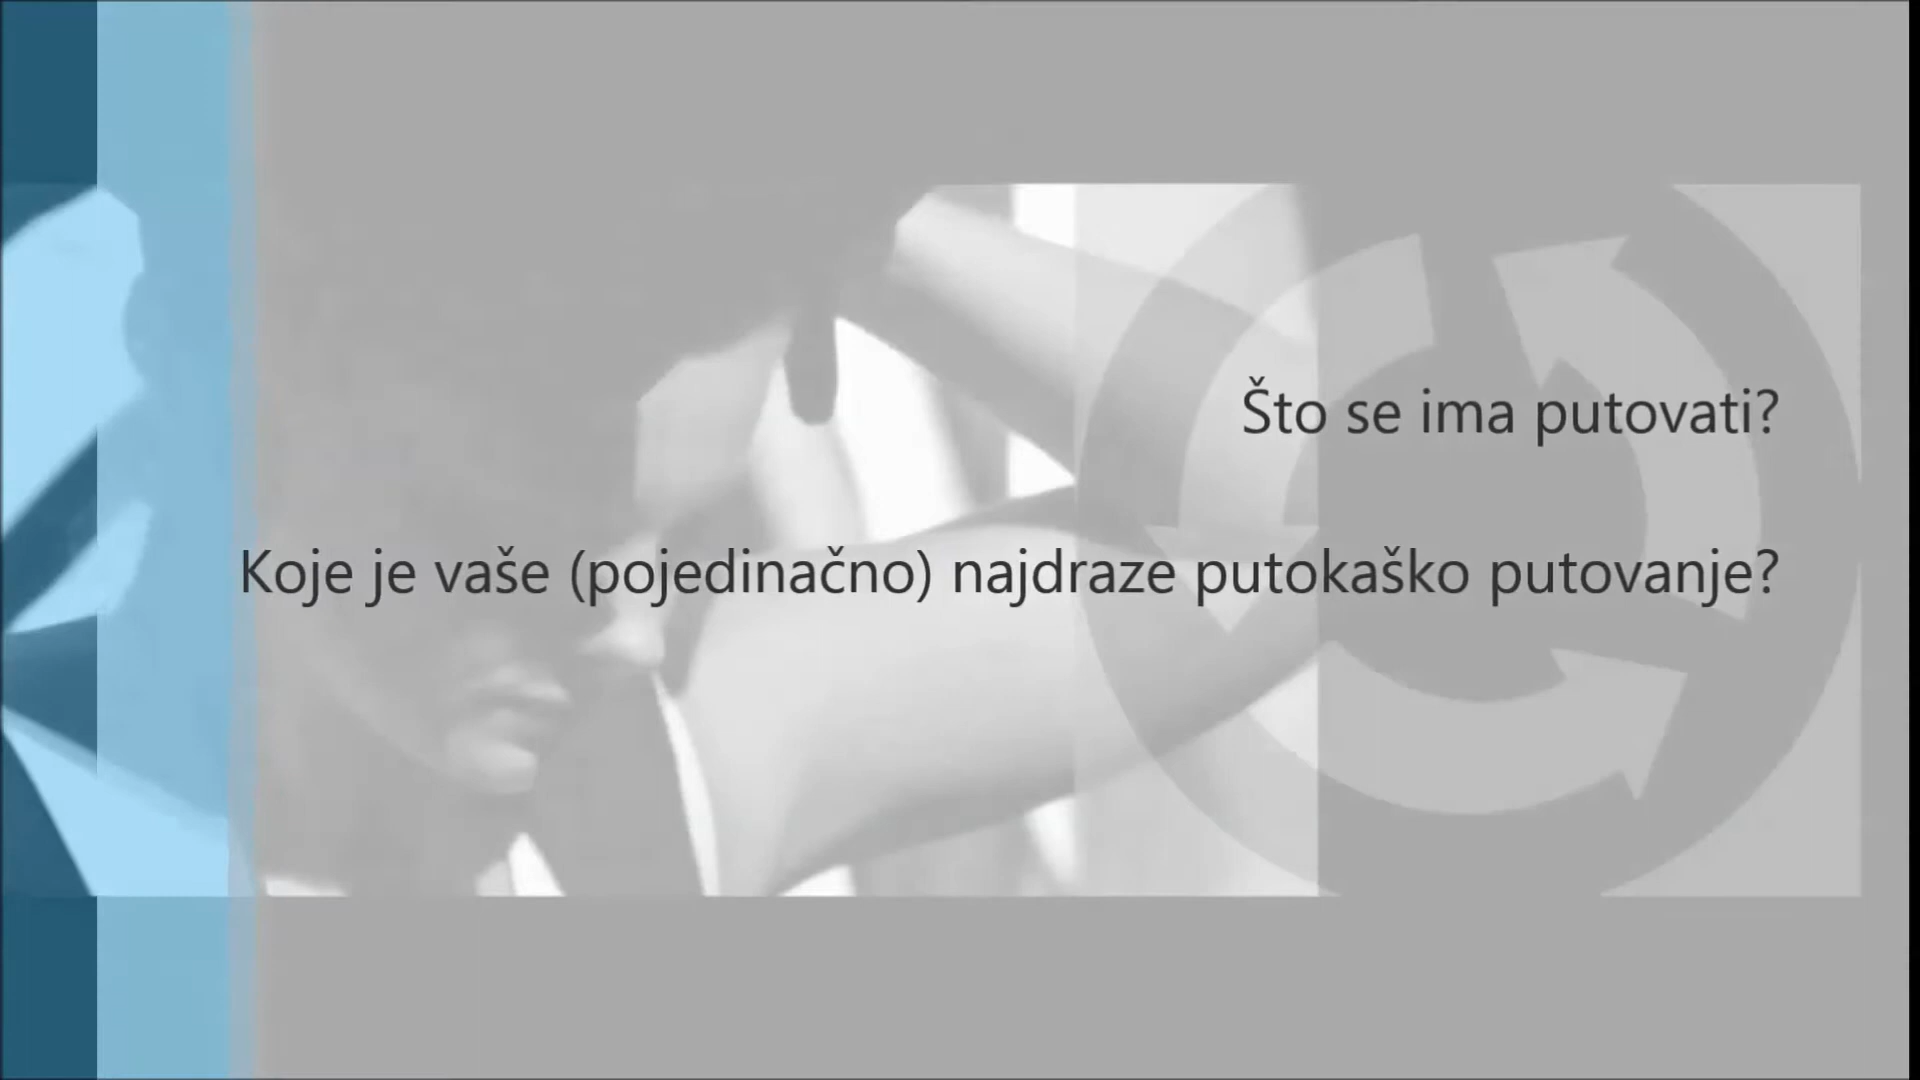 Što se ima putovati?
Koje je vaše (pojedinačno) najdraze putokaško putovanje?